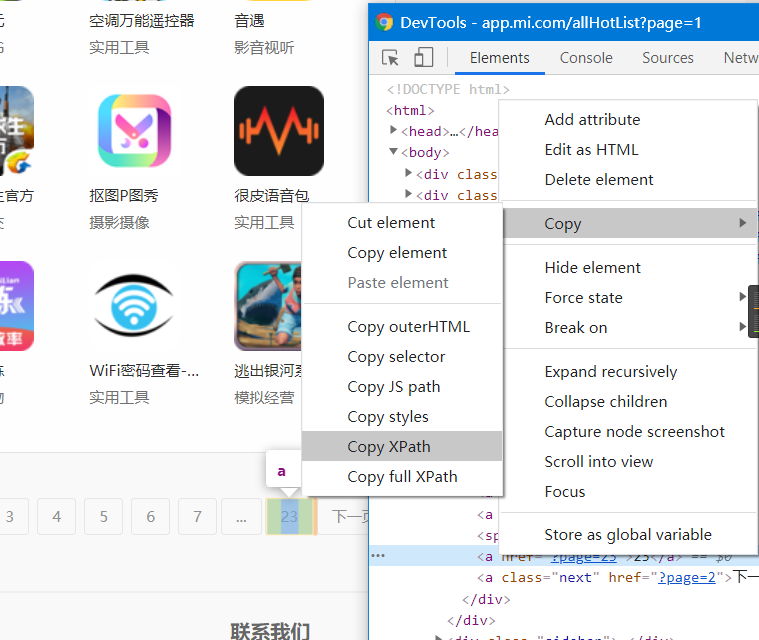 空调万能遥控器
音遇
实用工具
影音视听
生官方
抠图P图秀
很皮语音包
摄影摄像
实用工具
WiFi密码查看-...
逃出银河系
实用工具
模拟经营
a
3
4
5
6
7
...
23
下一页
联系我们
DevTools - app.mi.com/allHotList?page=1
Elements
Console
Sources
Netw
<!DOCTYPE html>
<html>
<head>…</hea
<body>
<div class
<div class
Add attribute
Edit as HTML
Delete element
Copy
Hide element
Force state
Break on
Expand recursively
Collapse children
Capture node screenshot
Scroll into view
Focus
Store as global variable
Cut element
Copy element
Paste element
Copy outerHTML
Copy selector
Copy JS path
Copy styles
Copy XPath
Copy full XPath
<a
<sp
<a href="?page=23">23</a> == $0
<a class="next" href="?page=2">下一
</div>
</div>